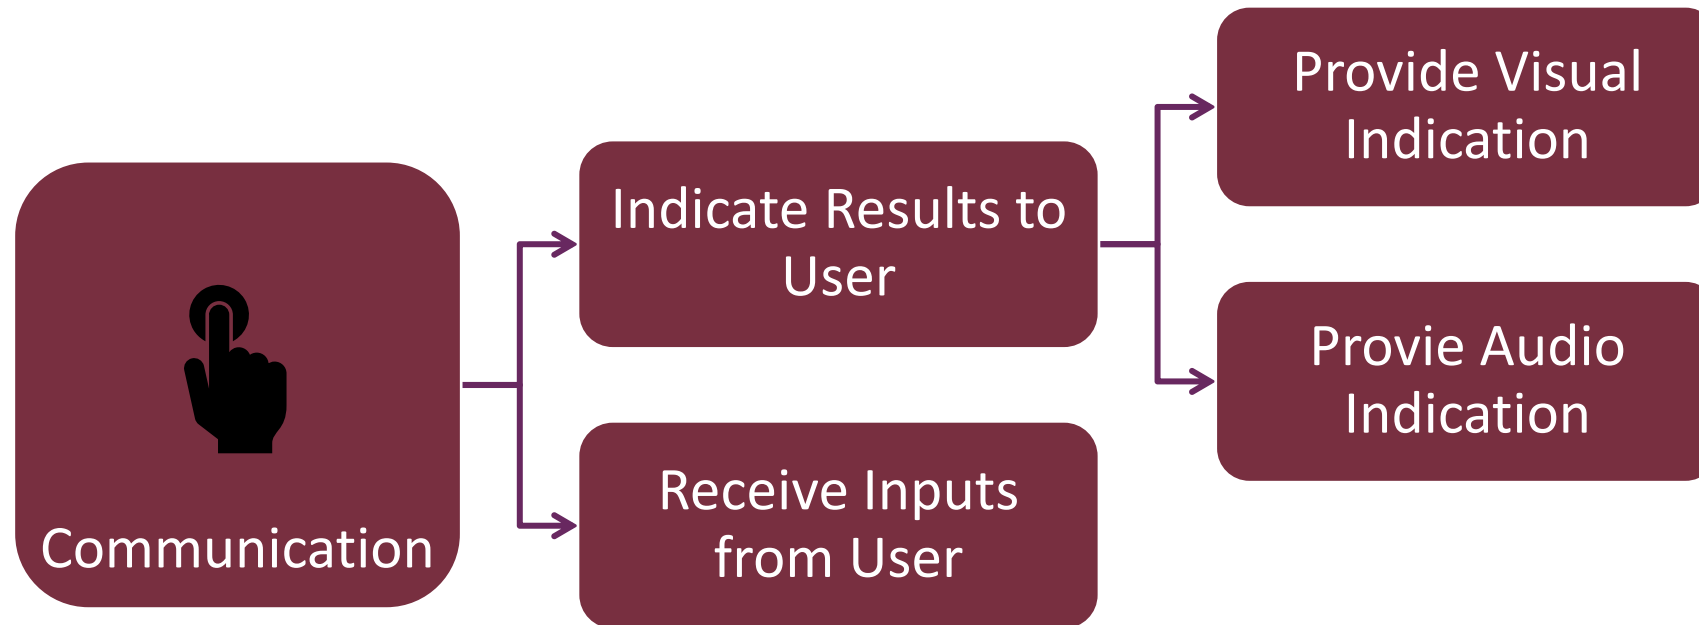 Communication
Indicate Results to
User
Receive Inputs
from User
Provide Visual
Indication
Provie Audio
Indication